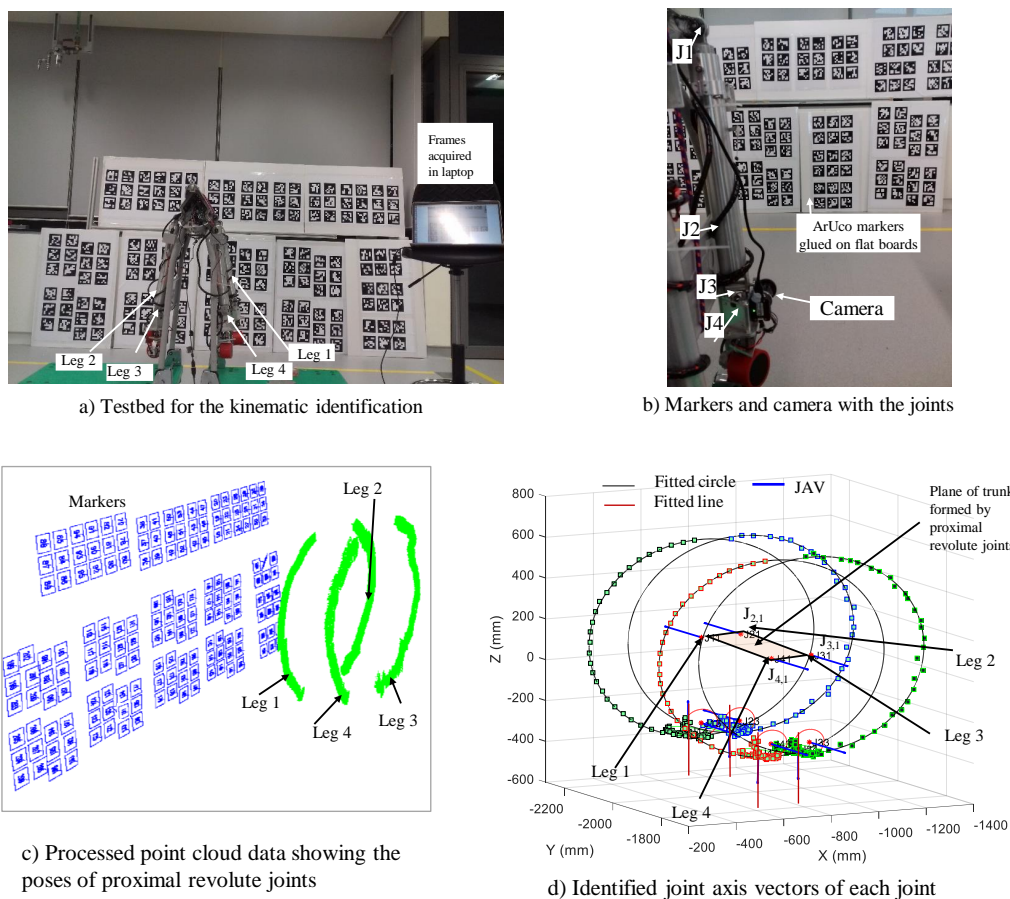 Frames
acquired
in laptop
Leg 2
Leg 3
Leg 4
Leg 1
a) Testbed for the kinematic identification
J1
J2
J3
J4
ArUco markers
glued on flat boards
Camera
b) Markers and camera with the joints
Markers
Leg 2
Leg 1
Leg 4
Leg 3
c) Processed point cloud data showing the
poses of proximal revolute joints
Fitted circle
Fitted line
JAV
Plane of trunk
formed by
proximal
revolute joints
800
600
400
200
0
-200
-400
-600
Z (mm)
J2,1
J3,1
J4,1
Leg 2
Leg 3
Leg 1
Leg 4
-2200
-2000
-1800
Y (mm)
-200
-400
-600
-800
-1000
-1200
-1400
X (mm)
d) Identified joint axis vectors of each joint